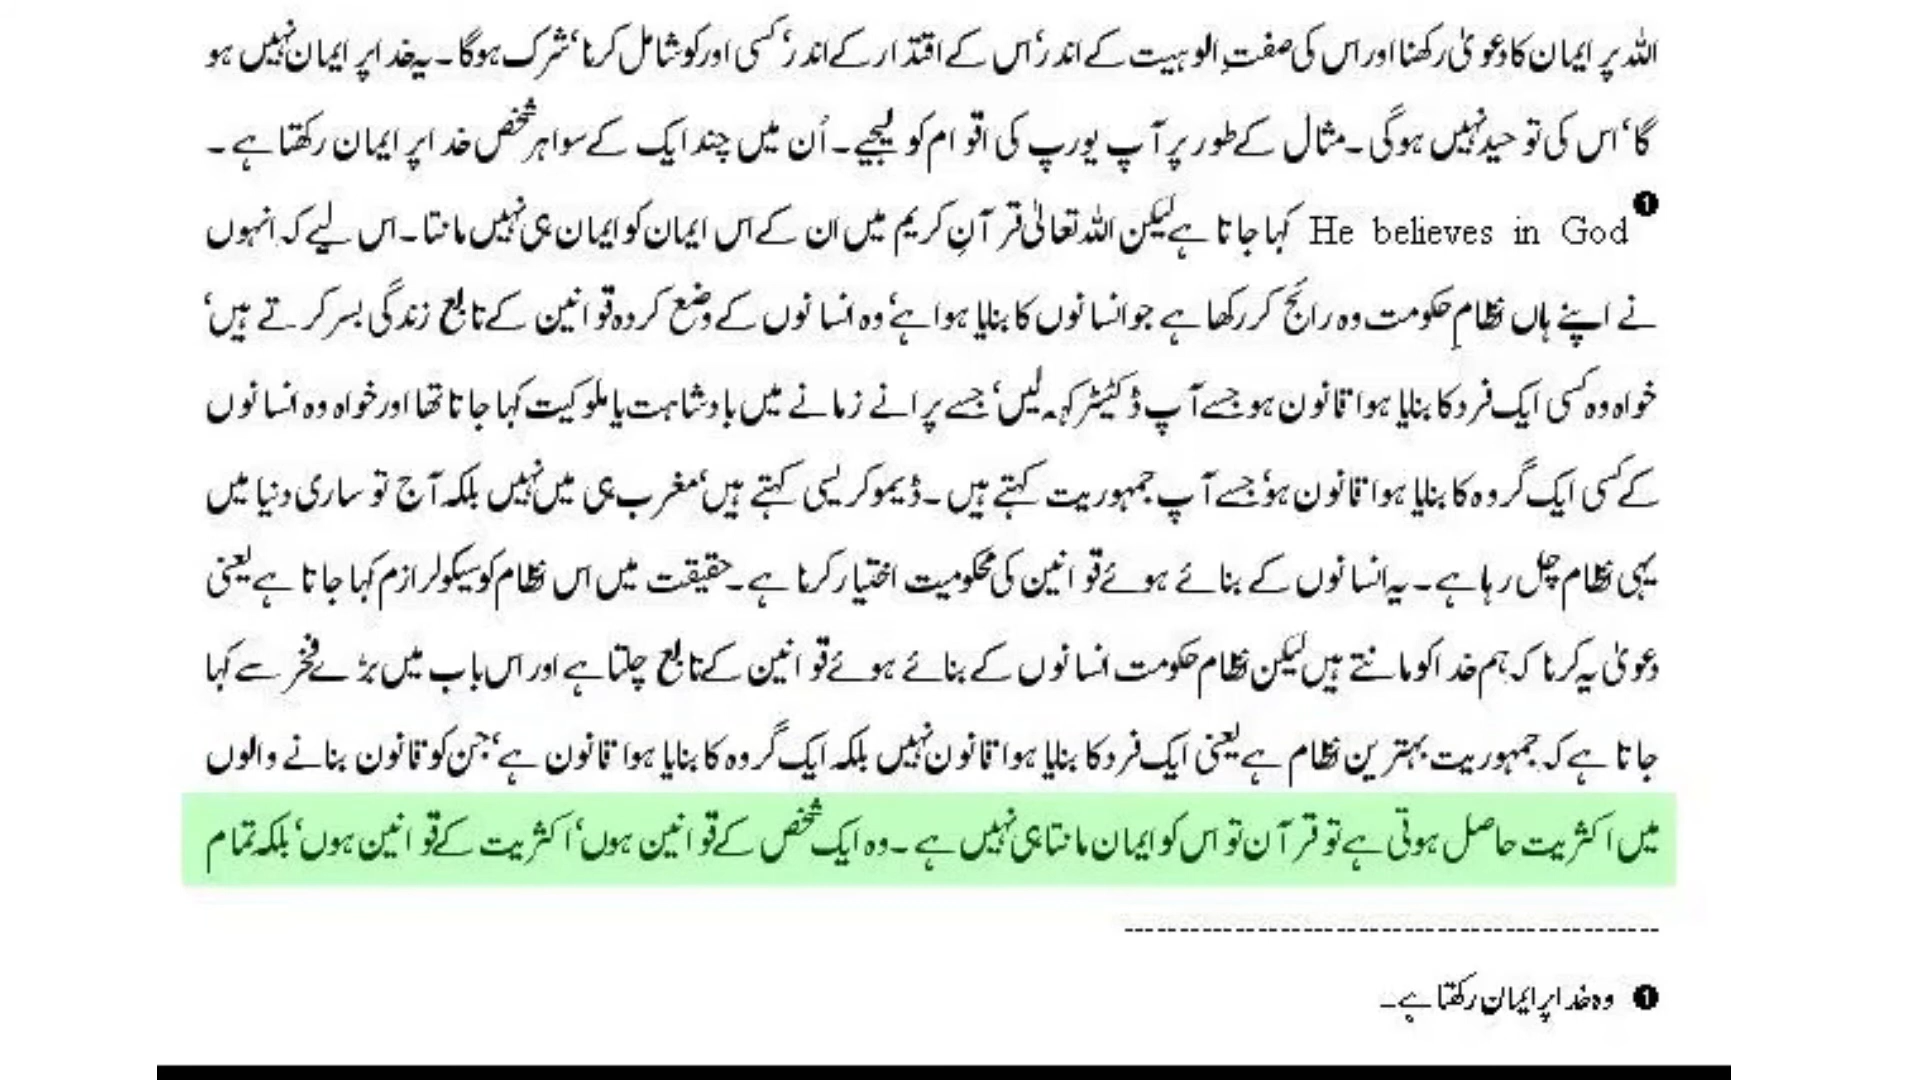 اللہ پر ایمان کا دعویٰ رکھنا اور اس کی صفتِ الوہیت کے اندر‘ اس کے اقتدار کے اندر‘ کسی اور کو شامل کرنا‘ شرک ہوگا۔ یہ خدا پر ایمان نہیں ہو
گا‘ اس کی توحید نہیں ہوگی۔ مثال کے طور پر آپ یورپ کی اقوام کو لیجیے۔ اُن میں چند ایک کے سوا ہر شخص خدا پر ایمان رکھتا ہے۔
❶He believes in God کہا جاتا ہے لیکن اللہ تعالیٰ قرآنِ کریم میں ان کے اس ایمان کو ایمان ہی نہیں مانتا۔ اس لیے کہ انہوں
نے اپنے ہاں نظامِ حکومت وہ رائج کر رکھا ہے جو انسانوں کا بنایا ہوا ہے‘ وہ انسانوں کے وضع کردہ قوانین کے تابع زندگی بسر کرتے ہیں‘
خواہ وہ کسی ایک فرد کا بنایا ہوا قانون ہو جسے آپ ڈکٹیٹر کہہ لیں‘ جسے پرانے زمانے میں بادشاہت یا ملوکیت کہا جاتا تھا اور خواہ وہ انسانوں
کے کسی ایک گروہ کا بنایا ہوا قانون ہو‘ جسے آپ جمہوریت کہتے ہیں۔ ڈیموکریسی کہتے ہیں‘ مغرب ہی میں نہیں بلکہ آج تو ساری دنیا میں
یہی نظام چل رہا ہے۔ یہ انسانوں کے بنائے ہوئے قوانین کی محکومیت اختیار کرنا ہے۔ حقیقت میں اس نظام کو سیکولرازم کہا جاتا ہے یعنی
دعویٰ یہ کرنا کہ ہم خدا کو مانتے ہیں لیکن نظام حکومت انسانوں کے بنائے ہوئے قوانین کے تابع چلتا ہے اور اس باب میں بڑے فخر سے کہا
جاتا ہے کہ جمہوریت بہترین نظام ہے یعنی ایک فرد کا بنایا ہوا قانون نہیں بلکہ ایک گروہ کا بنایا ہوا قانون ہے‘ جن کو قانون بنانے والوں
میں اکثریت حاصل ہوتی ہے تو قرآن تو اس کو ایمان مانتا ہی نہیں ہے۔ وہ ایک شخص کے قوانین ہوں‘ اکثریت کے قوانین ہوں‘ بلکہ تمام
❶ وہ خدا پر ایمان رکھتا ہے۔